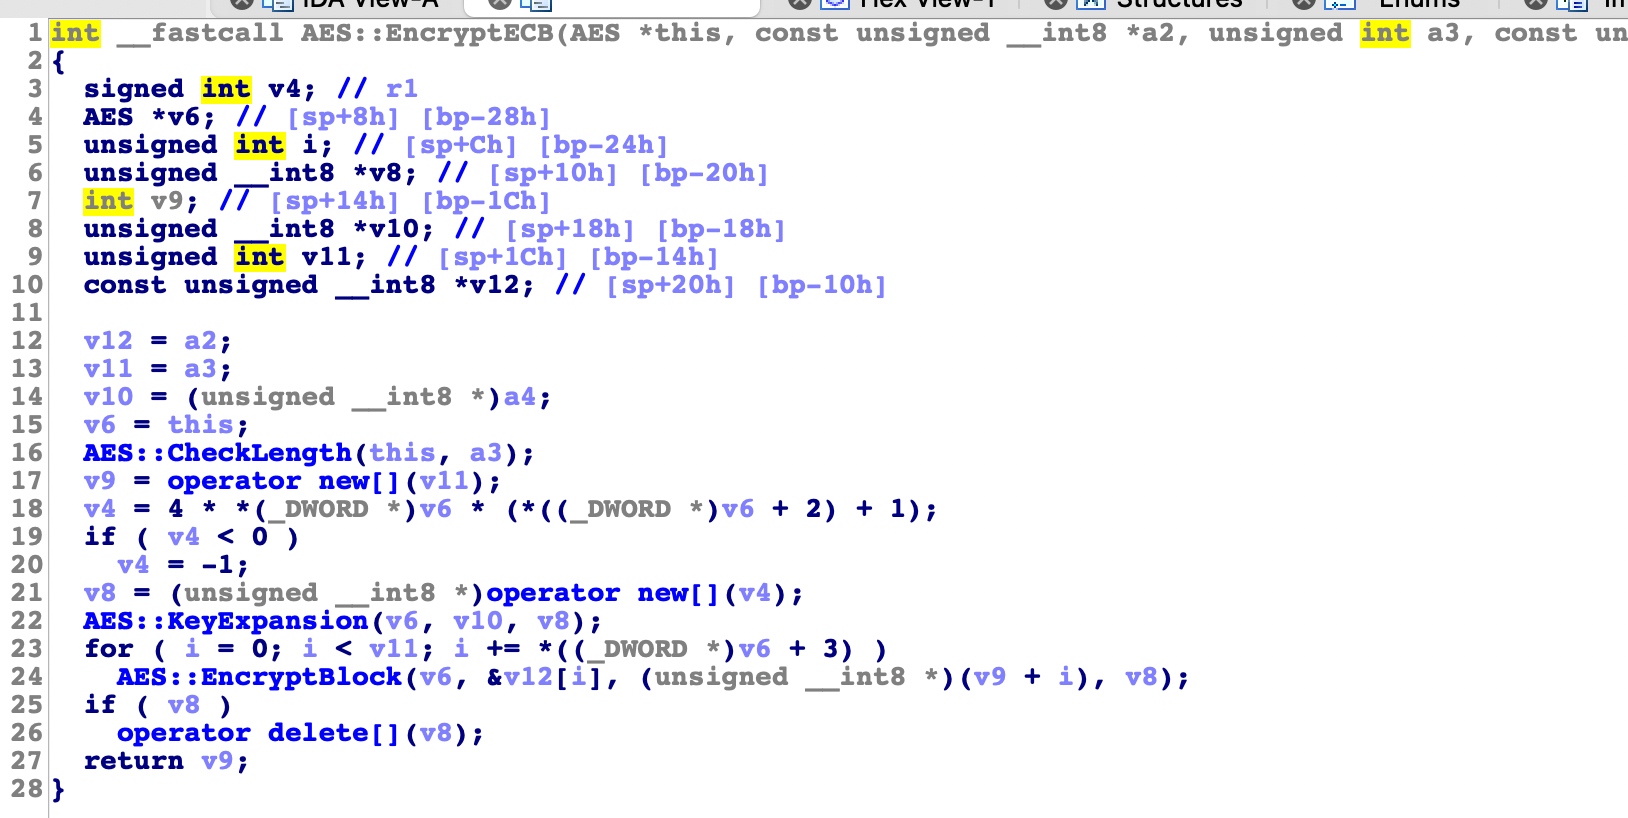 IDA View-A Hex View-1 Structures Enums
1 int __fastcall AES::EncryptECB(AES *this, const unsigned __int8 *a2, unsigned int a3, const un
2 {
3 signed int v4; // r1
4 AES *v6; // [sp+8h] [bp-28h]
5 unsigned int i; // [sp+Ch] [bp-24h]
6 unsigned __int8 *v8; // [sp+10h] [bp-20h]
7 int v9; // [sp+14h] [bp-1Ch]
8 unsigned __int8 *v10; // [sp+18h] [bp-18h]
9 unsigned int v11; // [sp+1Ch] [bp-14h]
10 const unsigned __int8 *v12; // [sp+20h] [bp-10h]
11
12 v12 = a2;
13 v11 = a3;
14 v10 = (unsigned __int8 *)a4;
15 v6 = this;
16 AES::CheckLength(this, a3);
17 v9 = operator new[](v11);
18 v4 = 4 * *(_DWORD *)v6 * (*((_DWORD *)v6 + 2) + 1);
19 if ( v4 < 0 )
20 v4 = -1;
21 v8 = (unsigned __int8 *)operator new[](v4);
22 AES::KeyExpansion(v6, v10, v8);
23 for ( i = 0; i < v11; i += *((_DWORD *)v6 + 3) )
24 AES::EncryptBlock(v6, &v12[i], (unsigned __int8 *)(v9 + i), v8);
25 if ( v8 )
26 operator delete[](v8);
27 return v9;
28 }